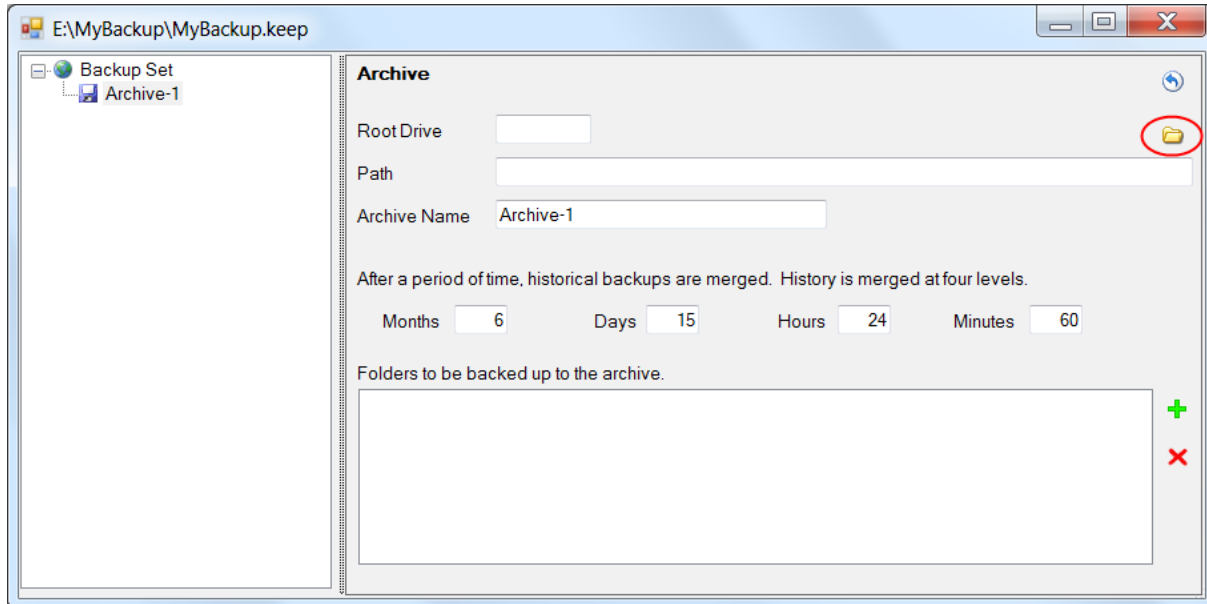 E:\MyBackup\MyBackup.keep
Backup Set
Archive-1
Archive
Root Drive
Path
Archive Name Archive-1
After a period of time, historical backups are merged. History is merged at four levels.
Months 6 Days 15 Hours 24 Minutes 60
Folders to be backed up to the archive.